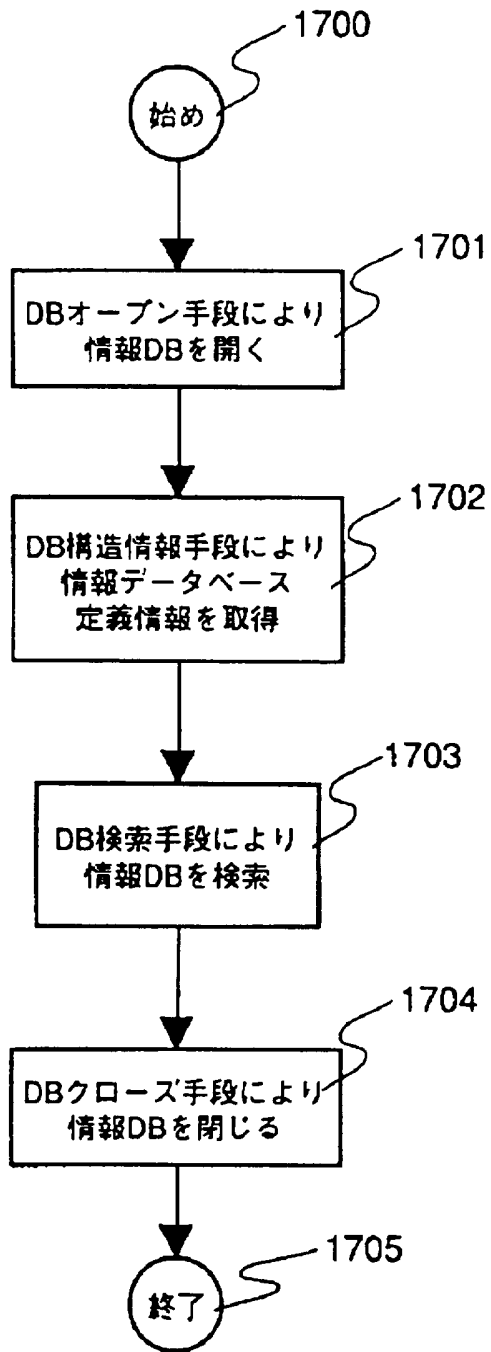 1700
始め
1701
DBオープン手段により
情報DBを開く
1702
DB構造情報手段により
情報データベース
定義情報を取得
1703
DB検索手段により
情報DBを検索
1704
DBクローズ手段により
情報DBを閉じる
1705
終了